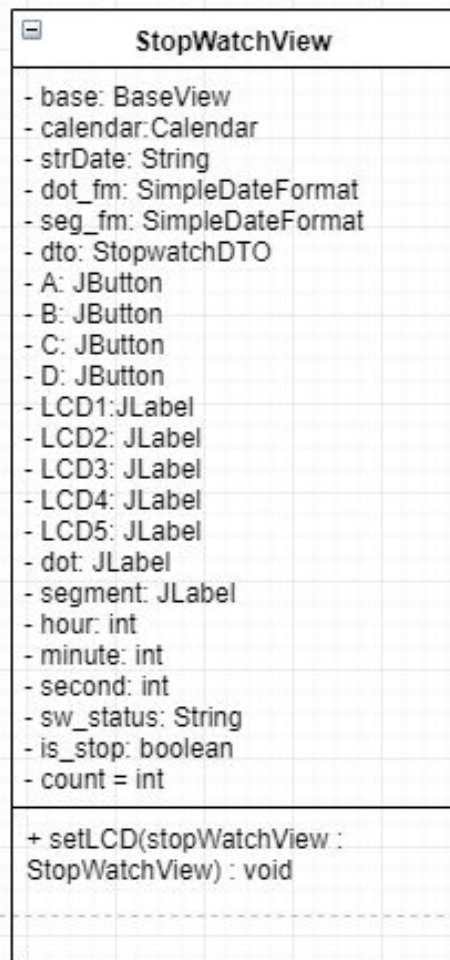 StopWatchView
- base: BaseView
- calendar:Calendar
- strDate: String
- dot_fm: SimpleDateFormat
- seg_fm: SimpleDateFormat
- dto: StopwatchDTO
- A: JButton
- B: JButton
- C: JButton
- D: JButton
- LCD1:JLabel
- LCD2: JLabel
- LCD3: JLabel
- LCD4: JLabel
- LCD5: JLabel
- dot: JLabel
- segment: JLabel
- hour: int
- minute: int
- second: int
- sw_status: String
- is_stop: boolean
- count = int
+ setLCD(stopWatchView :
StopWatchView) : void